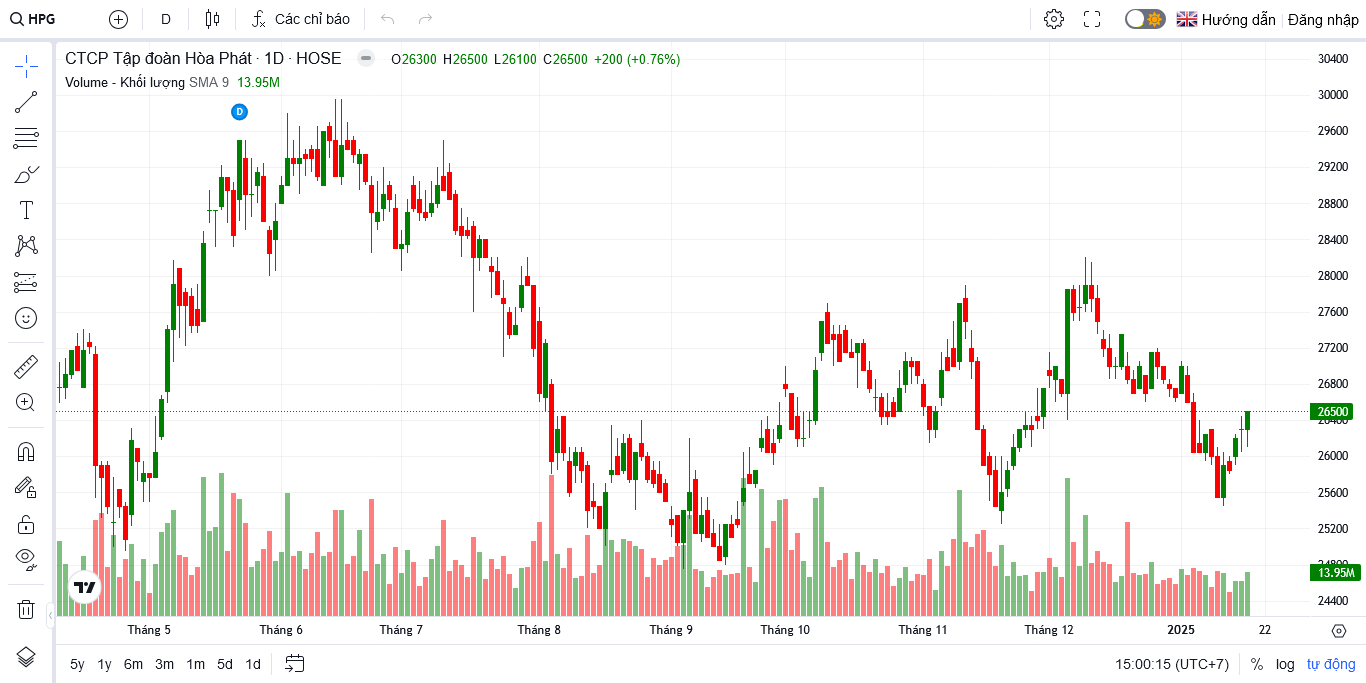 HPG D Các chỉ báo Hướng dẫn Đăng nhập
CTCP Tập đoàn Hòa Phát · 1D · HOSE O26300 H26500 L26100 C26500 +200 (+0.76%)
Volume - Khối lượng SMA 9 13.95M
D
30400
30000
29600
29200
28800
28400
28000
27600
27200
26800
26500
26400
26000
25600
25200
24800
13.95M
24400
Tháng 5 Tháng 6 Tháng 7 Tháng 8 Tháng 9 Tháng 10 Tháng 11 Tháng 12 2025 22
5y 1y 6m 3m 1m 5d 1d 15:00:15 (UTC+7) % log tự động